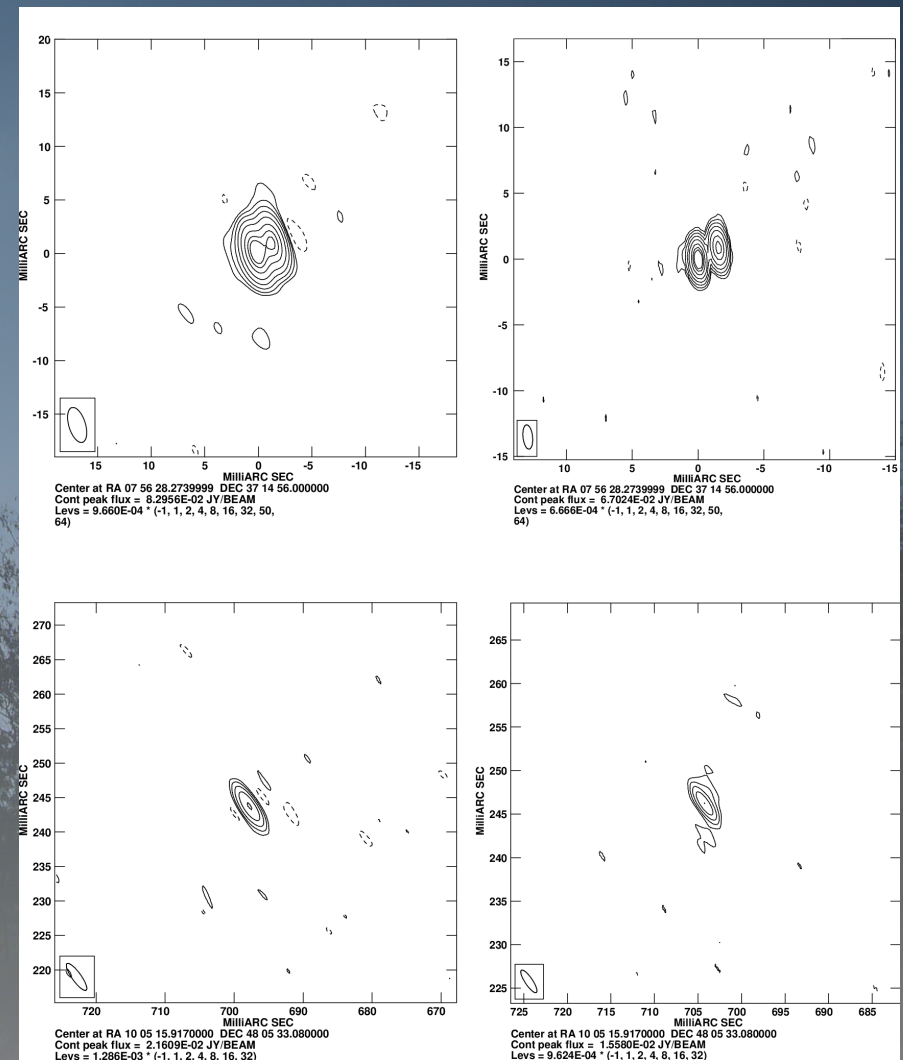 20
15
10
5
0
-5
-10
-15
MilliARC SEC
15 10 5 0 -5 -10 -15
MilliARC SEC
Center at RA 07 56 28.2739999 DEC 37 14 56.000000
Cont peak flux = 8.2956E-02 JY/BEAM
Levs = 9.660E-04 * (-1, 1, 2, 4, 8, 16, 32, 50,
64)
15
10
5
0
-5
-10
-15
MilliARC SEC
10 5 0 -5 -10 -15
MilliARC SEC
Center at RA 07 56 28.2739999 DEC 37 14 56.000000
Cont peak flux = 6.7024E-02 JY/BEAM
Levs = 6.666E-04 * (-1, 1, 2, 4, 8, 16, 32, 50,
64)
270
265
260
255
250
245
240
235
230
225
220
MilliARC SEC
720 710 700 690 680 670
MilliARC SEC
Center at RA 10 05 15.9170000 DEC 48 05 33.080000
Cont peak flux = 2.1609E-02 JY/BEAM
Levs = 1.286E-03 * (-1, 1, 2, 4, 8, 16, 32)
265
260
255
250
245
240
235
230
225
MilliARC SEC
725 720 715 710 705 700 695 690 685
MilliARC SEC
Center at RA 10 05 15.9170000 DEC 48 05 33.080000
Cont peak flux = 1.5580E-02 JY/BEAM
Levs = 9.624E-04 * (-1, 1, 2, 4, 8, 16, 32)